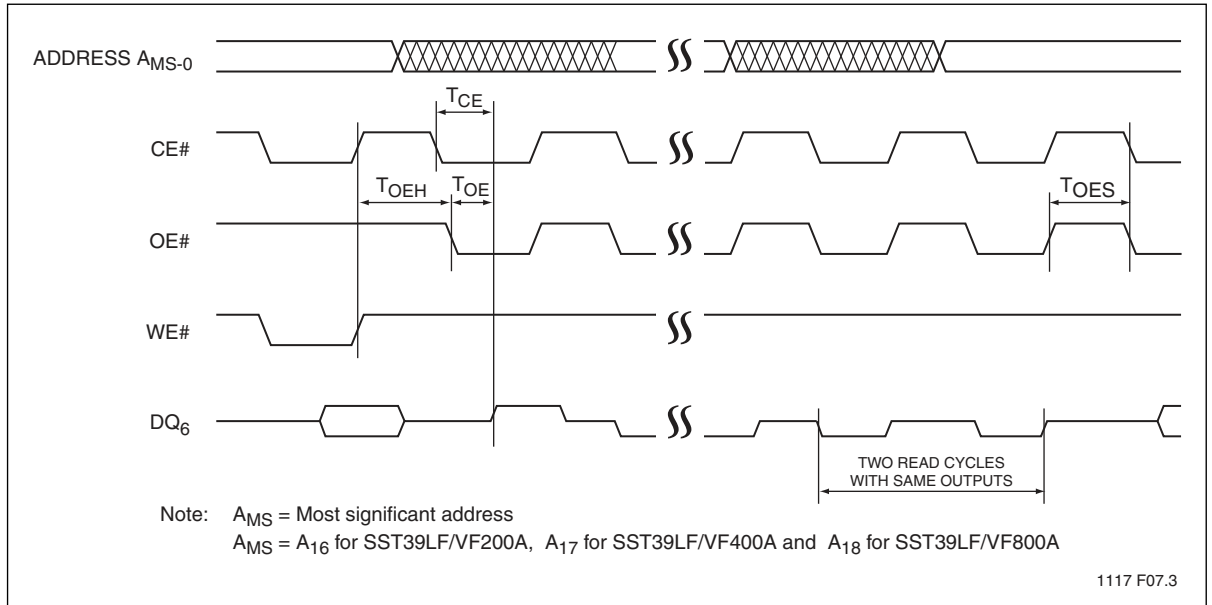 ADDRESS AMS-0
TCE
CE#
TOEH TOE TOES
OE#
WE#
DQ6
TWO READ CYCLES
WITH SAME OUTPUTS
Note: AMS = Most significant address
AMS = A16 for SST39LF/VF200A, A17 for SST39LF/VF400A and A18 for SST39LF/VF800A
1117 F07.3